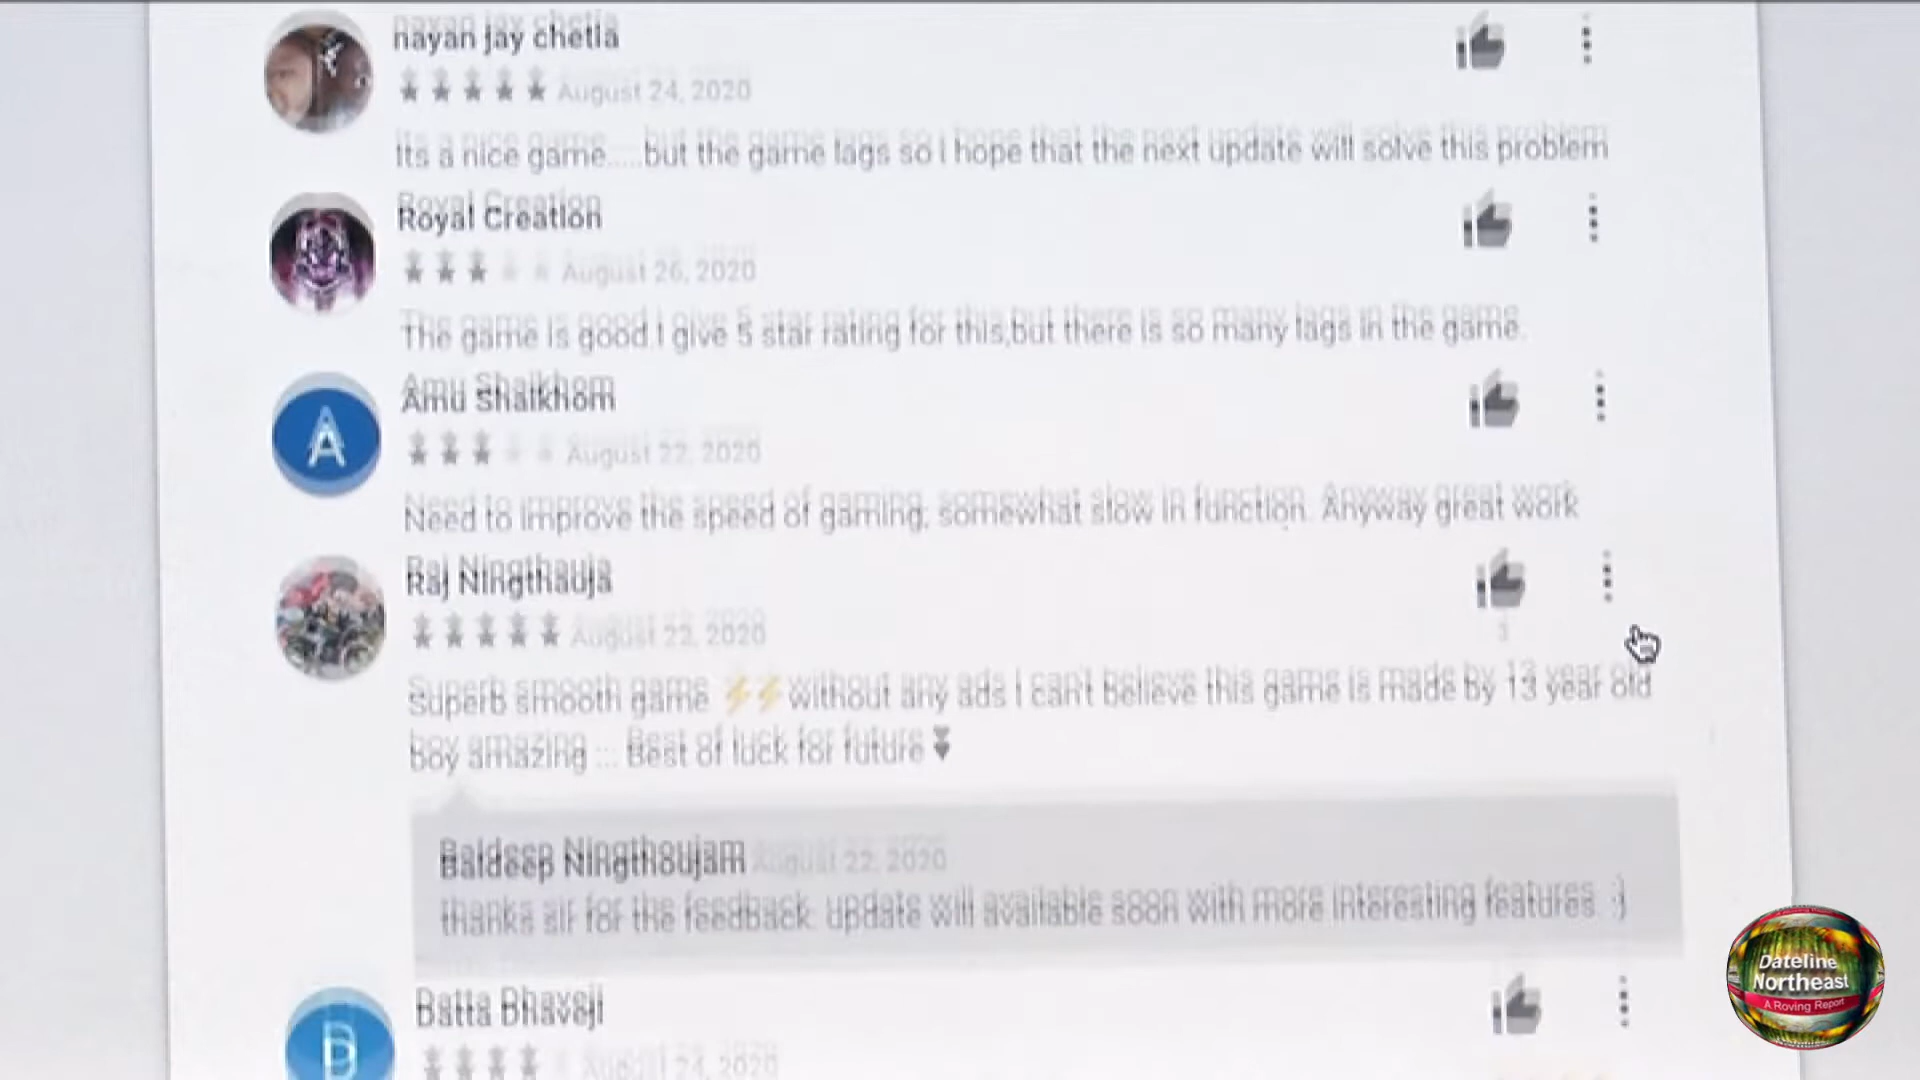 nayan jay chetia
August 24, 2020
Its a nice game.....but the game lags so i hope that the next update will solve this problem
Royal Creation
August 26, 2020
The game is good.I give 5 star rating for this,but there is so many lags in the game.
Amu Shaikhom
August 22, 2020
A
Need to improve the speed of gaming, somewhat slow in function. Anyway great work
Raj Ningthauja
August 22, 2020
3
Superb smooth game ⚡⚡without any ads I can't believe this game is made by 13 year old
boy amazing ... Best of luck for future❣
Baldeep Ningthoujam August 22, 2020
thanks sir for the feedback. update will available soon with more interesting features. :)
Bhaveji
August 24, 2020
Dateline
Northeast
A Roving Report